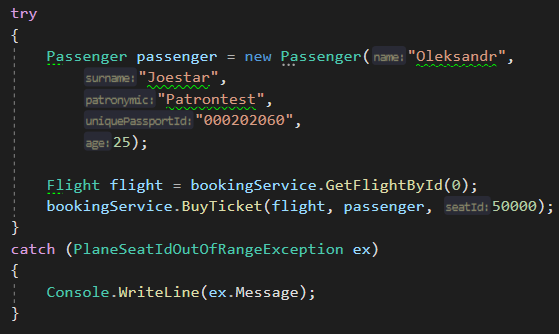 try
{
Passenger passenger = new Passenger( name: "Oleksandr",
surname: "Joestar",
patronymic: "Patrontest",
uniquePassportId: "000202060",
age: 25);
Flight flight = bookingService.GetFlightById(0);
bookingService.BuyTicket(flight, passenger, seatId: 50000);
}
catch (PlaneSeatIdOutOfRangeException ex)
{
Console.WriteLine(ex.Message);
}